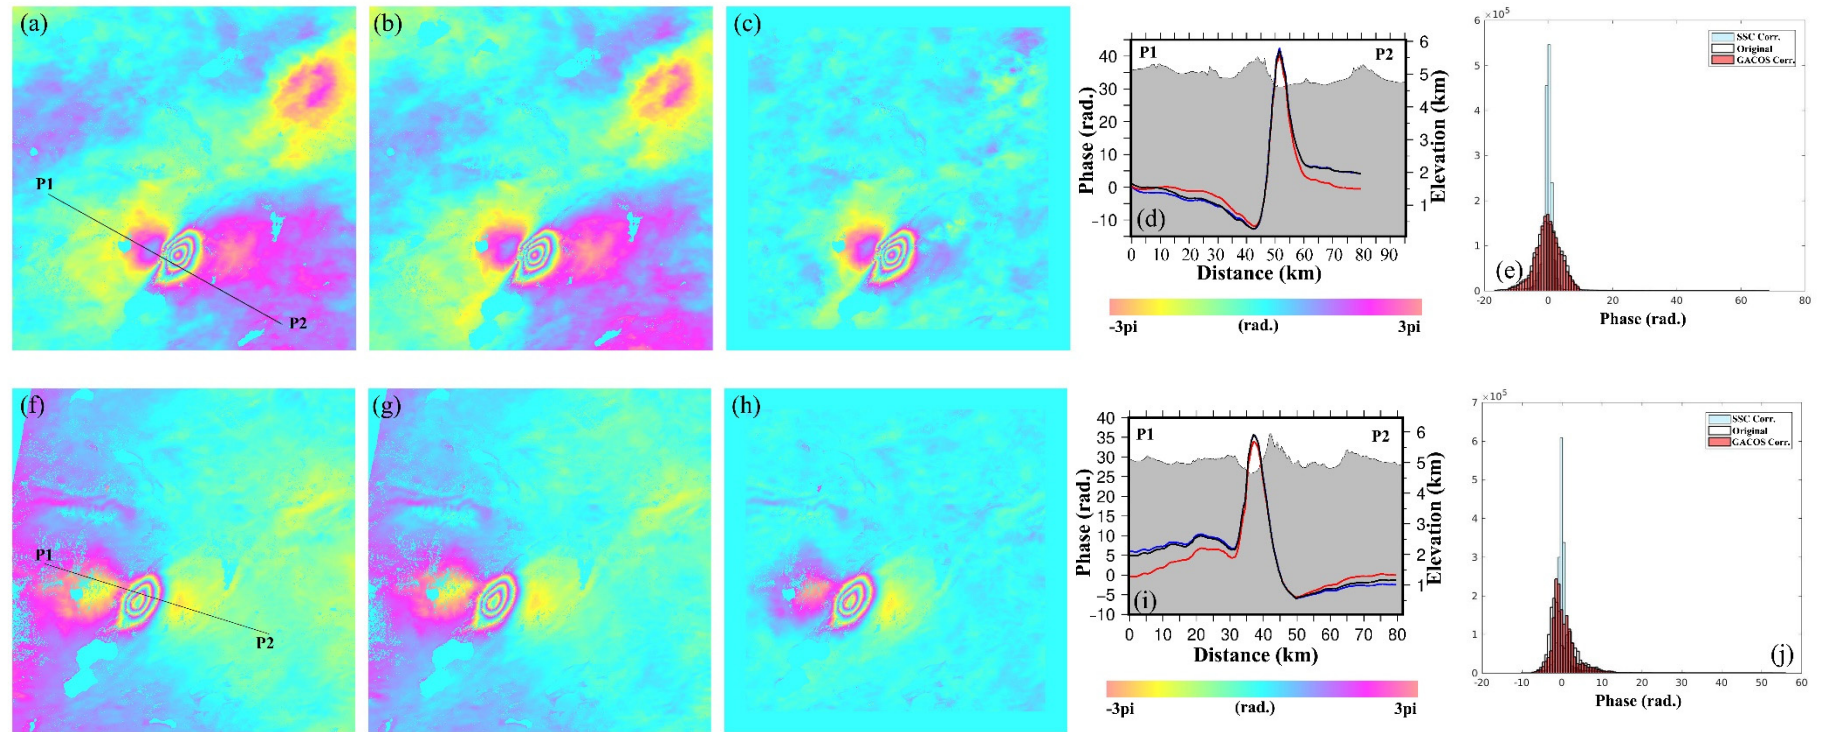 (a)
P1
P2
(b)
(c)
P1 P2
40
30
20
10
0
−10
Phase (rad.)
6
5
4
3
2
1
Elevation (km)
(d)
0 10 20 30 40 50 60 70 80 90
Distance (km)
-3pi (rad.) 3pi
×10^5
6
5
4
3
2
1
0
SSC Corr.
Original
GACOS Corr.
(e)
-20 0 20 40 60 80
Phase (rad.)
(f)
P1
P2
(g)
(h)
P1 P2
40
35
30
25
20
15
10
5
0
−5
−10
Phase (rad.)
6
5
4
3
2
1
Elevation (km)
(i)
0 10 20 30 40 50 60 70 80
Distance (km)
-3pi (rad.) 3pi
×10^5
7
6
5
4
3
2
1
0
SSC Corr.
Original
GACOS Corr.
(j)
-20 -10 0 10 20 30 40 50 60
Phase (rad.)